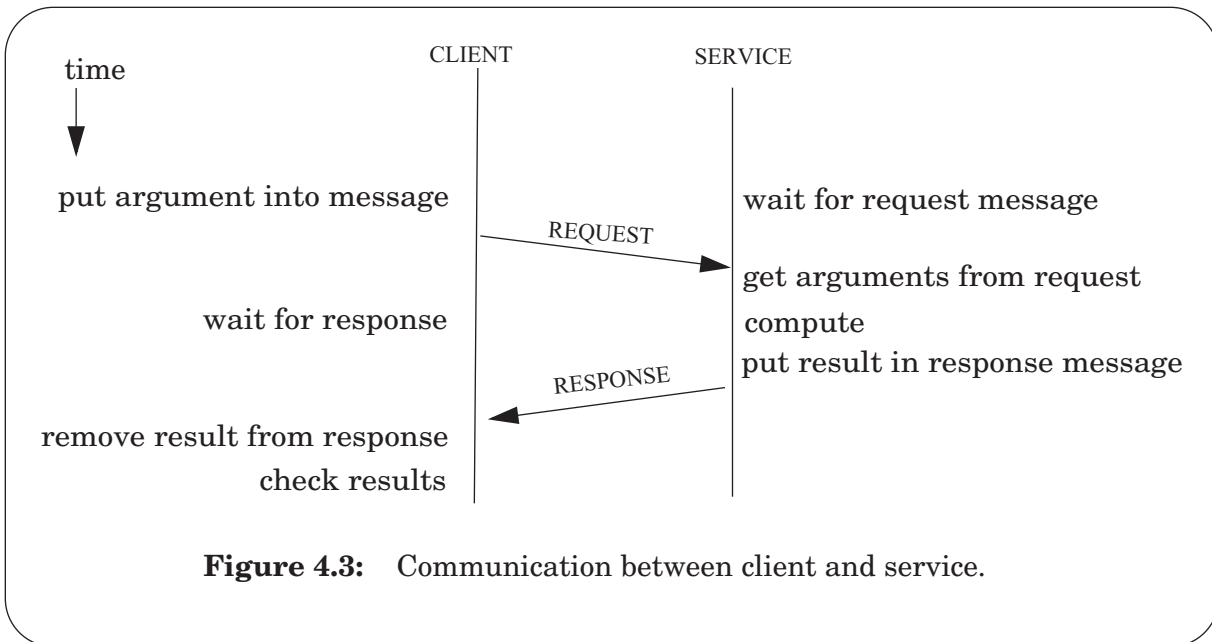 CLIENT SERVICE
time
put argument into message
wait for request message
REQUEST
get arguments from request
wait for response
compute
put result in response message
RESPONSE
remove result from response
check results
Figure 4.3: Communication between client and service.